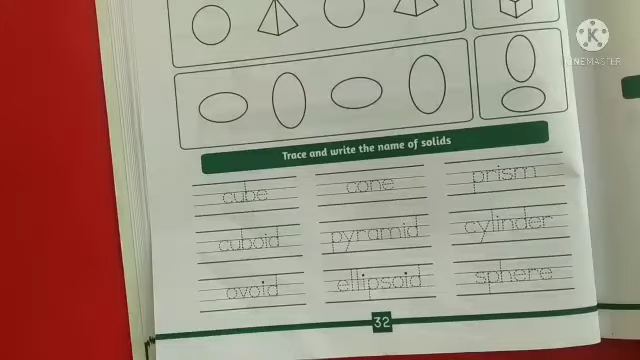 KINEMASTER
Trace and write the name of solids
cube cone prism
cuboid pyramid cylinder
ovoid ellipsoid sphere
32